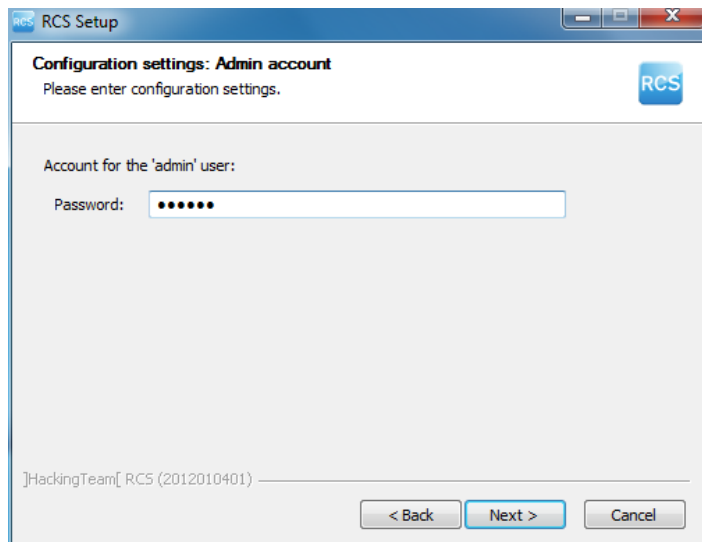 RCS RCS Setup
Configuration settings: Admin account
Please enter configuration settings.
RCS
Account for the 'admin' user:
Password: ●●●●●●
]HackingTeam[ RCS (2012010401)
< Back Next > Cancel